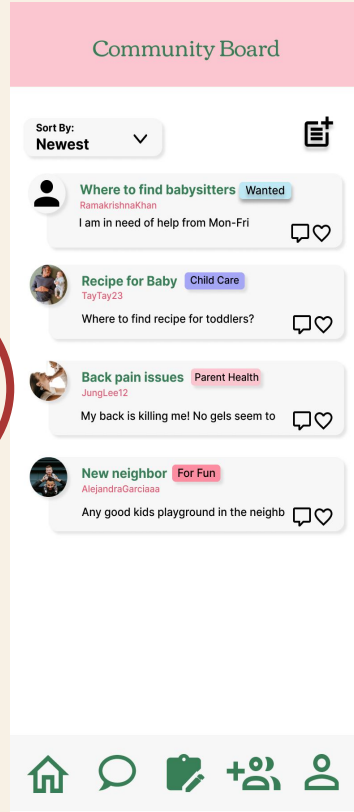 Community Board
Sort By:
Newest
Where to find babysitters Wanted
RamakrishnaKhan
I am in need of help from Mon-Fri
Recipe for Baby Child Care
TayTay23
Where to find recipe for toddlers?
Back pain issues Parent Health
JungLee12
My back is killing me! No gels seem to
New neighbor For Fun
AlejandraGarciaaa
Any good kids playground in the neighb